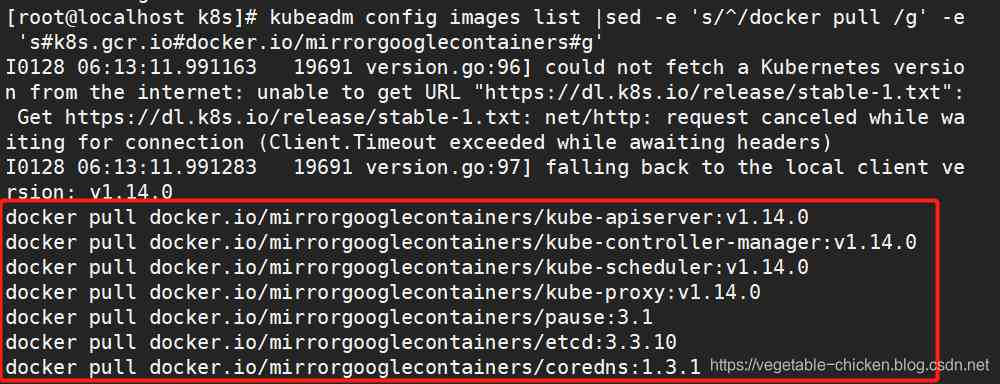 [root@localhost k8s]# kubeadm config images list |sed -e 's/^/docker pull /g' -e
 's#k8s.gcr.io#docker.io/mirrorgooglecontainers#g'
I0128 06:13:11.991163   19691 version.go:96] could not fetch a Kubernetes versio
n from the internet: unable to get URL "https://dl.k8s.io/release/stable-1.txt":
 Get https://dl.k8s.io/release/stable-1.txt: net/http: request canceled while wa
iting for connection (Client.Timeout exceeded while awaiting headers)
I0128 06:13:11.991283   19691 version.go:97] falling back to the local client ve
rsion: v1.14.0
docker pull docker.io/mirrorgooglecontainers/kube-apiserver:v1.14.0
docker pull docker.io/mirrorgooglecontainers/kube-controller-manager:v1.14.0
docker pull docker.io/mirrorgooglecontainers/kube-scheduler:v1.14.0
docker pull docker.io/mirrorgooglecontainers/kube-proxy:v1.14.0
docker pull docker.io/mirrorgooglecontainers/pause:3.1
docker pull docker.io/mirrorgooglecontainers/etcd:3.3.10
docker pull docker.io/mirrorgooglecontainers/coredns:1.3.1
https://vegetable-chicken.blog.csdn.net